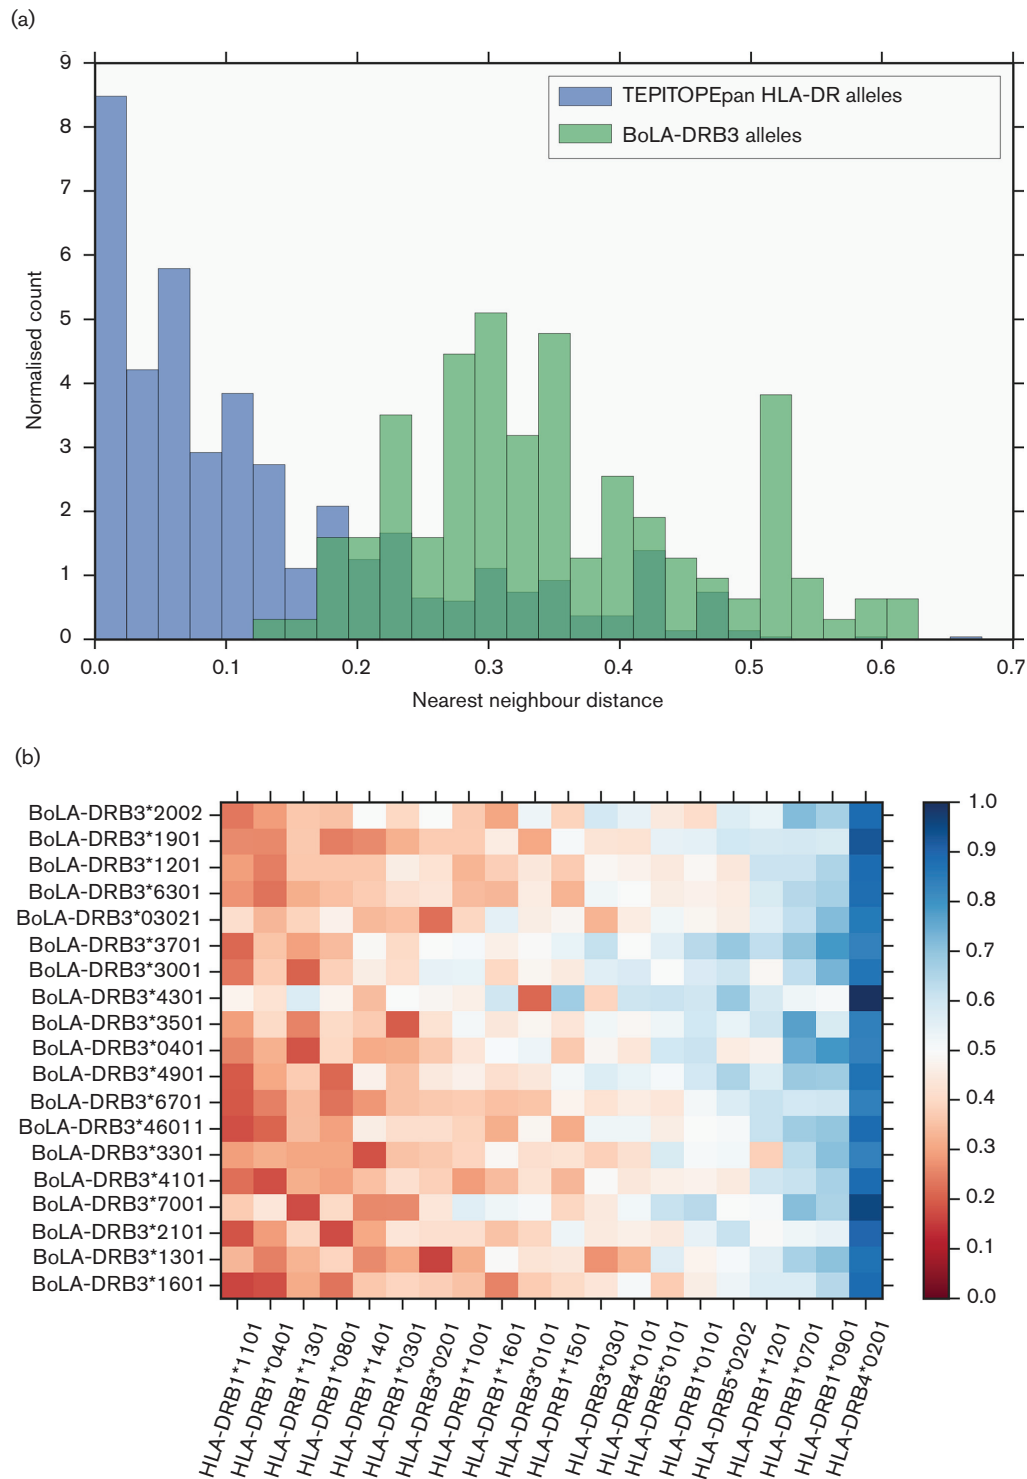 (a)
9
8
7
6
5
4
3
2
1
0
Normalised count
TEPITOPEpan HLA-DR alleles
BoLA-DRB3 alleles
0.0 0.1 0.2 0.3 0.4 0.5 0.6 0.7
Nearest neighbour distance
(b)
BoLA-DRB3*2002
BoLA-DRB3*1901
BoLA-DRB3*1201
BoLA-DRB3*6301
BoLA-DRB3*03021
BoLA-DRB3*3701
BoLA-DRB3*3001
BoLA-DRB3*4301
BoLA-DRB3*3501
BoLA-DRB3*0401
BoLA-DRB3*4901
BoLA-DRB3*6701
BoLA-DRB3*46011
BoLA-DRB3*3301
BoLA-DRB3*4101
BoLA-DRB3*7001
BoLA-DRB3*2101
BoLA-DRB3*1301
BoLA-DRB3*1601
HLA-DRB1*1101
HLA-DRB1*0401
HLA-DRB1*1301
HLA-DRB1*0801
HLA-DRB1*1401
HLA-DRB1*0301
HLA-DRB3*0201
HLA-DRB1*1001
HLA-DRB1*1601
HLA-DRB3*0101
HLA-DRB1*1501
HLA-DRB3*0301
HLA-DRB4*0101
HLA-DRB5*0101
HLA-DRB1*0101
HLA-DRB5*0202
HLA-DRB1*1201
HLA-DRB1*0701
HLA-DRB1*0901
HLA-DRB4*0201
1.0
0.9
0.8
0.7
0.6
0.5
0.4
0.3
0.2
0.1
0.0